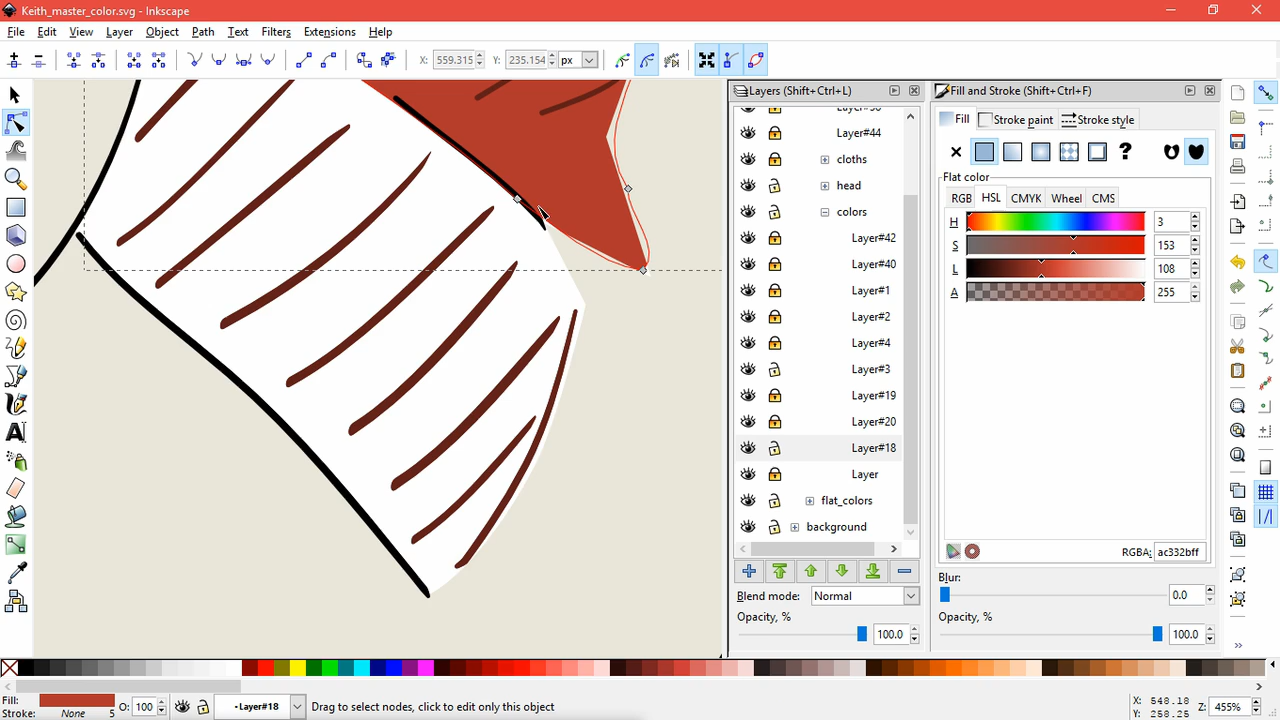 Keith_master_color.svg - Inkscape
File Edit View Layer Object Path Text Filters Extensions Help
X: 559.315 Y: 235.154 px
Layers (Shift+Ctrl+L)
Layer#44
cloths
head
colors
Layer#42
Layer#40
Layer#1
Layer#2
Layer#4
Layer#3
Layer#19
Layer#20
Layer#18
Layer
flat_colors
background
Blend mode: Normal
Opacity, %
100.0
Fill and Stroke (Shift+Ctrl+F)
Fill Stroke paint Stroke style
?
Flat color
RGB HSL CMYK Wheel CMS
H 3
S 153
L 108
A 255
RGBA: ac332bff
Blur:
0.0
Opacity, %
100.0
Fill:
Stroke: None 5
O: 100
•Layer#18
Drag to select nodes, click to edit only this object
X: 548.18
Y: 258.25
Z: 455%